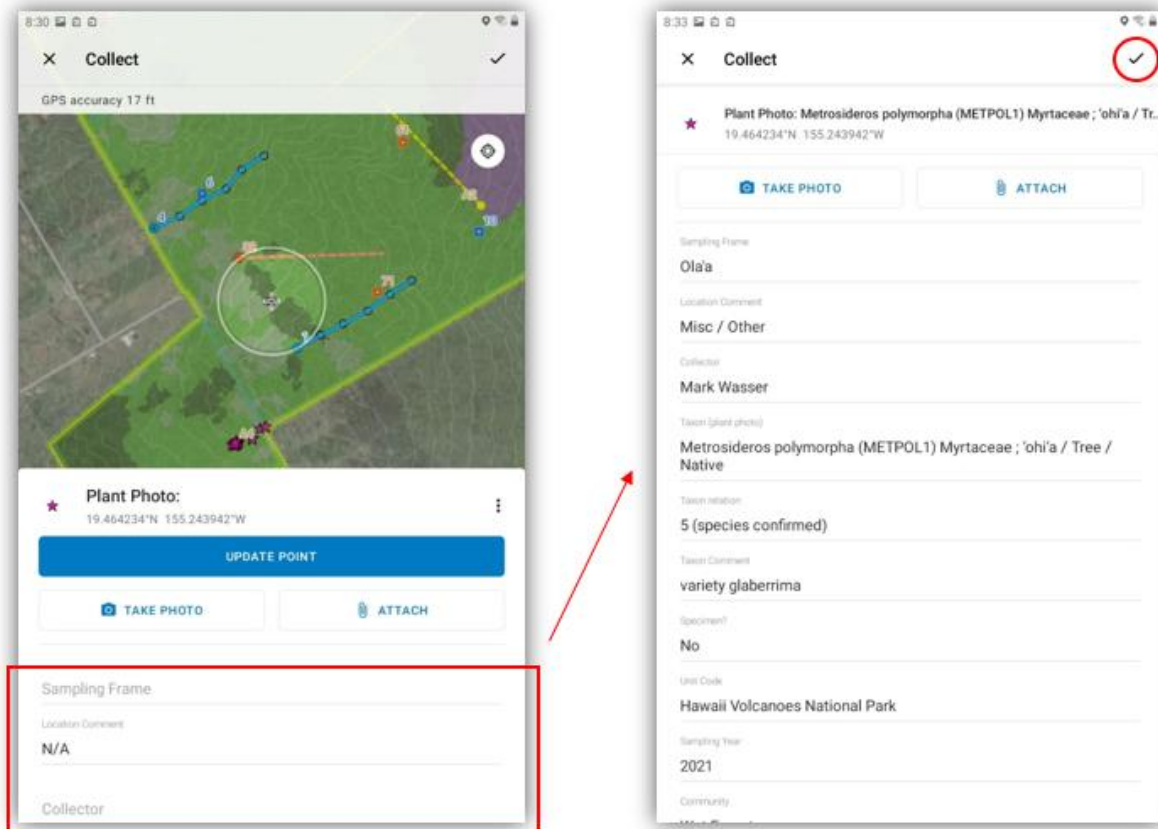 8:30
Collect
GPS accuracy 17 ft
6
4
10
Plant Photo:
19.464234°N 155.243942°W
UPDATE POINT
TAKE PHOTO
ATTACH
Sampling Frame
Location Comment
N/A
Collector
8:33
Collect
Plant Photo: Metrosideros polymorpha (METPOL1) Myrtaceae ; 'ohi'a / Tr...
19.464234°N 155.243942°W
TAKE PHOTO
ATTACH
Sampling Frame
Ola'a
Location Comment
Misc / Other
Collector
Mark Wasser
Taxon (plant photo)
Metrosideros polymorpha (METPOL1) Myrtaceae ; 'ohi'a / Tree /
Native
Taxon relation
5 (species confirmed)
Taxon Comment
variety glaberrima
Specimen?
No
Unit Code
Hawaii Volcanoes National Park
Sampling Year
2021
Community